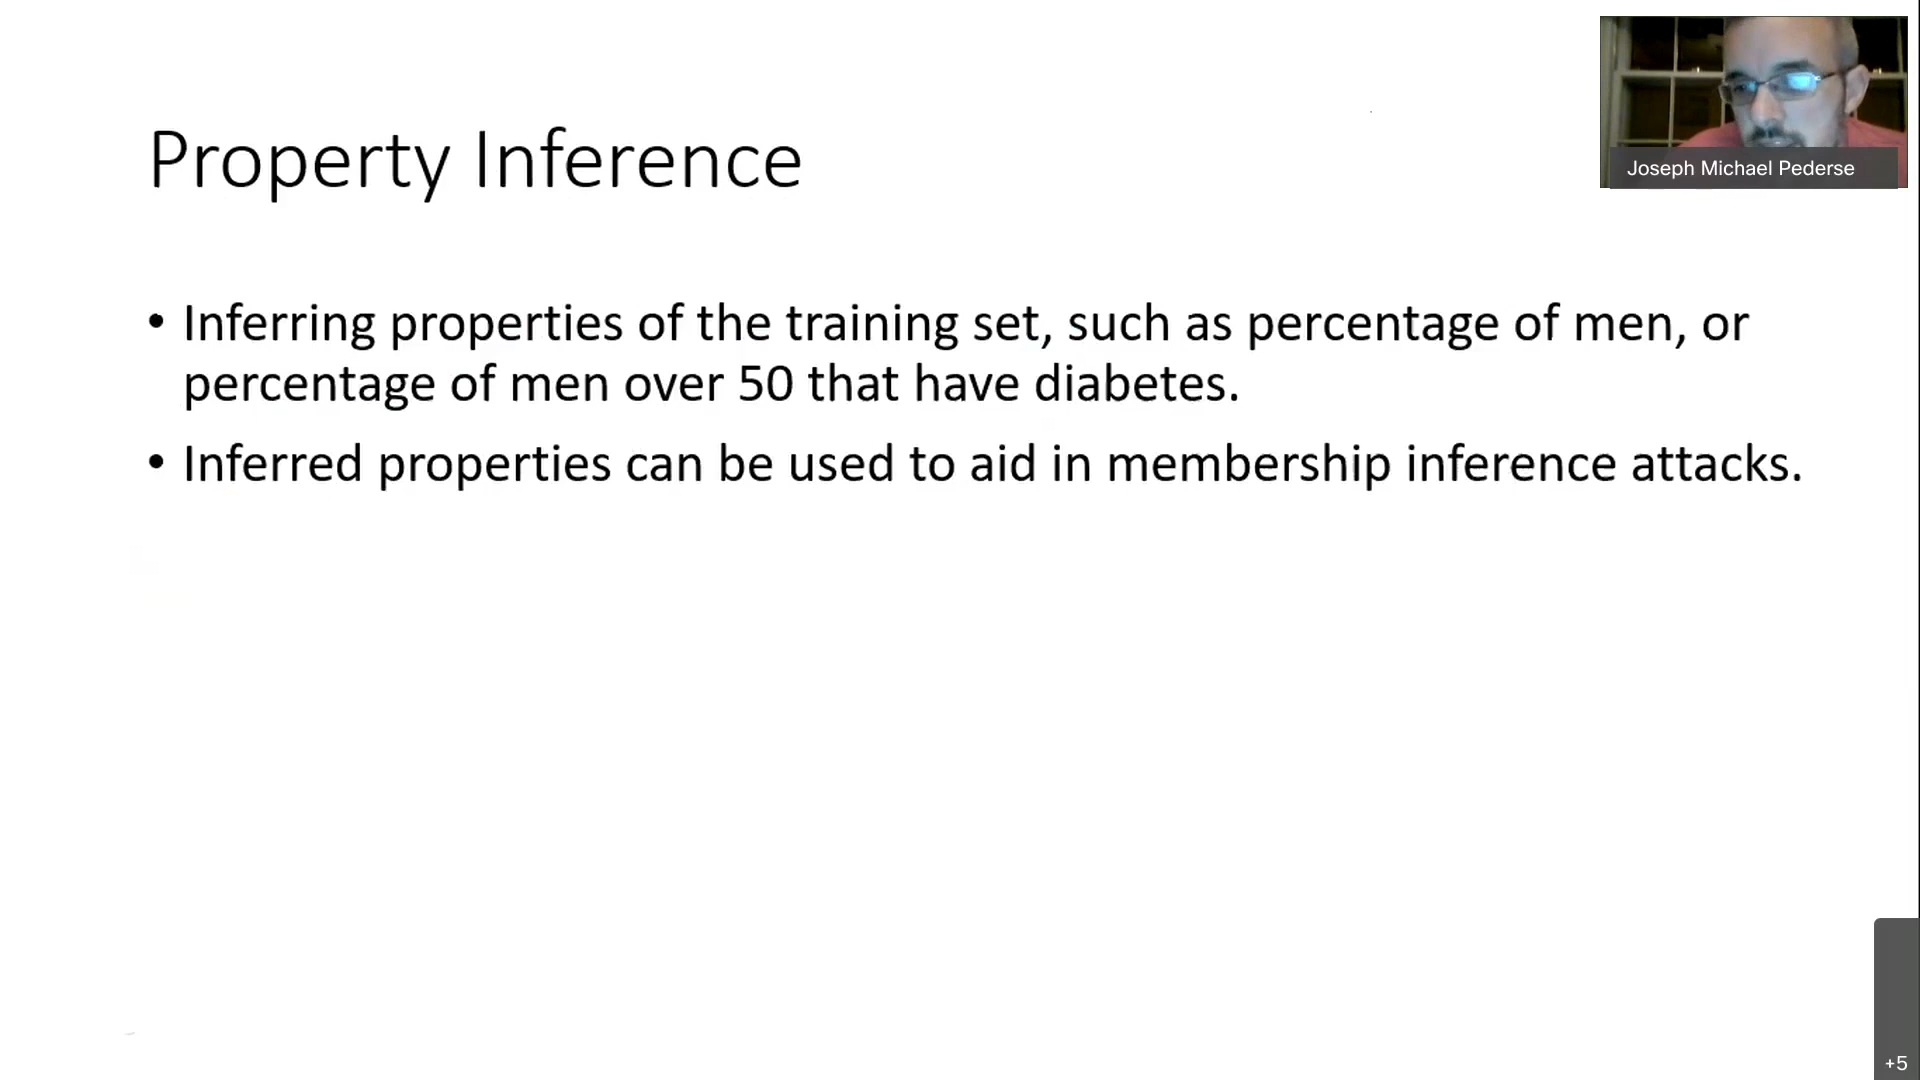 Property Inference
• Inferring properties of the training set, such as percentage of men, or
percentage of men over 50 that have diabetes.
• Inferred properties can be used to aid in membership inference attacks.
Joseph Michael Pederse
+5